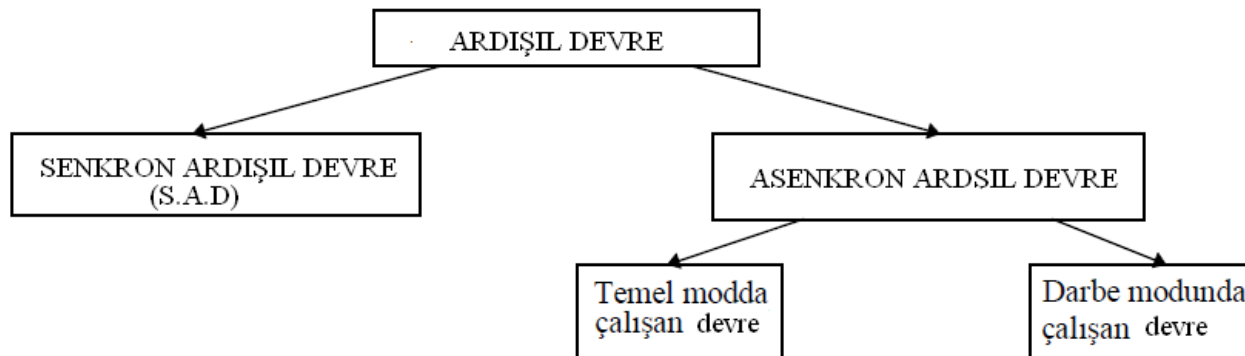 ARDIŞIL DEVRE
SENKRON ARDIŞIL DEVRE
(S.A.D)
ASENKRON ARDSIL DEVRE
Temel modda
çalışan devre
Darbe modunda
çalışan devre